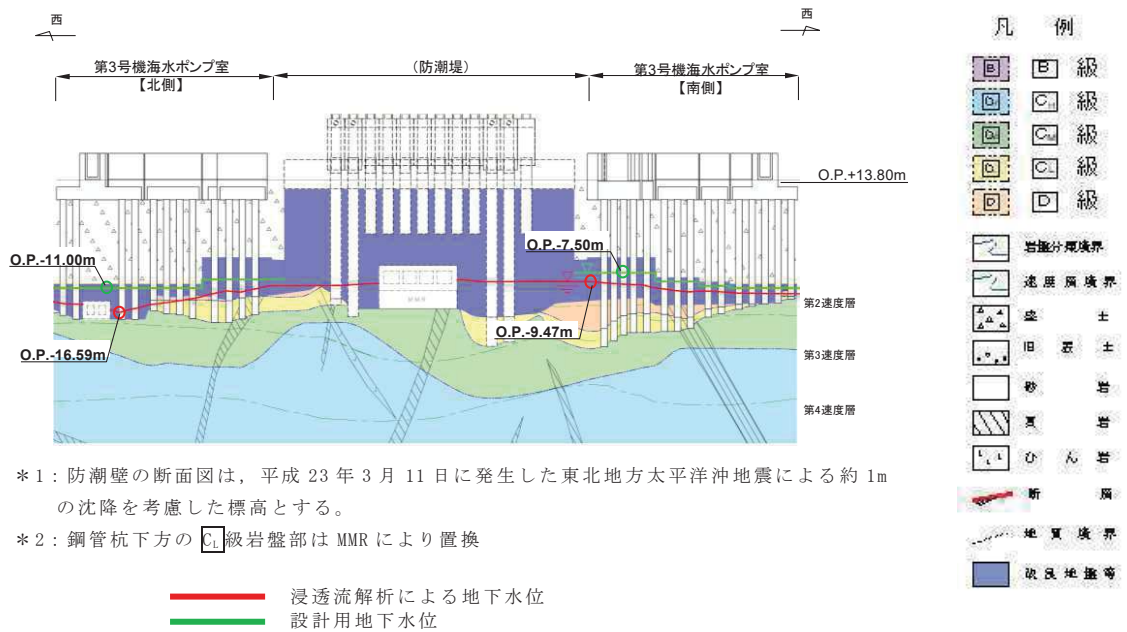 西
西
第3号機海水ポンプ室
【北側】
(防潮堤)
第3号機海水ポンプ室
【南側】
O.P.+13.80m
O.P.-7.50m
O.P.-11.00m
O.P.-9.47m
O.P.-16.59m
第2速度層
第3速度層
第4速度層
MMR
*1：防潮壁の断面図は，平成 23 年 3 月 11 日に発生した東北地方太平洋沖地震による約 1m
の沈降を考慮した標高とする。
*2：鋼管杭下方の CL級岩盤部は MMR により置換
浸透流解析による地下水位
設計用地下水位
凡 例
B B 級
CH CH 級
CM CM 級
CL CL 級
D D 級
岩盤分類境界
速度層境界
盛 土
旧 表 土
砂 岩
頁 岩
ひ ん 岩
断 層
地 質 境 界
改良地盤等